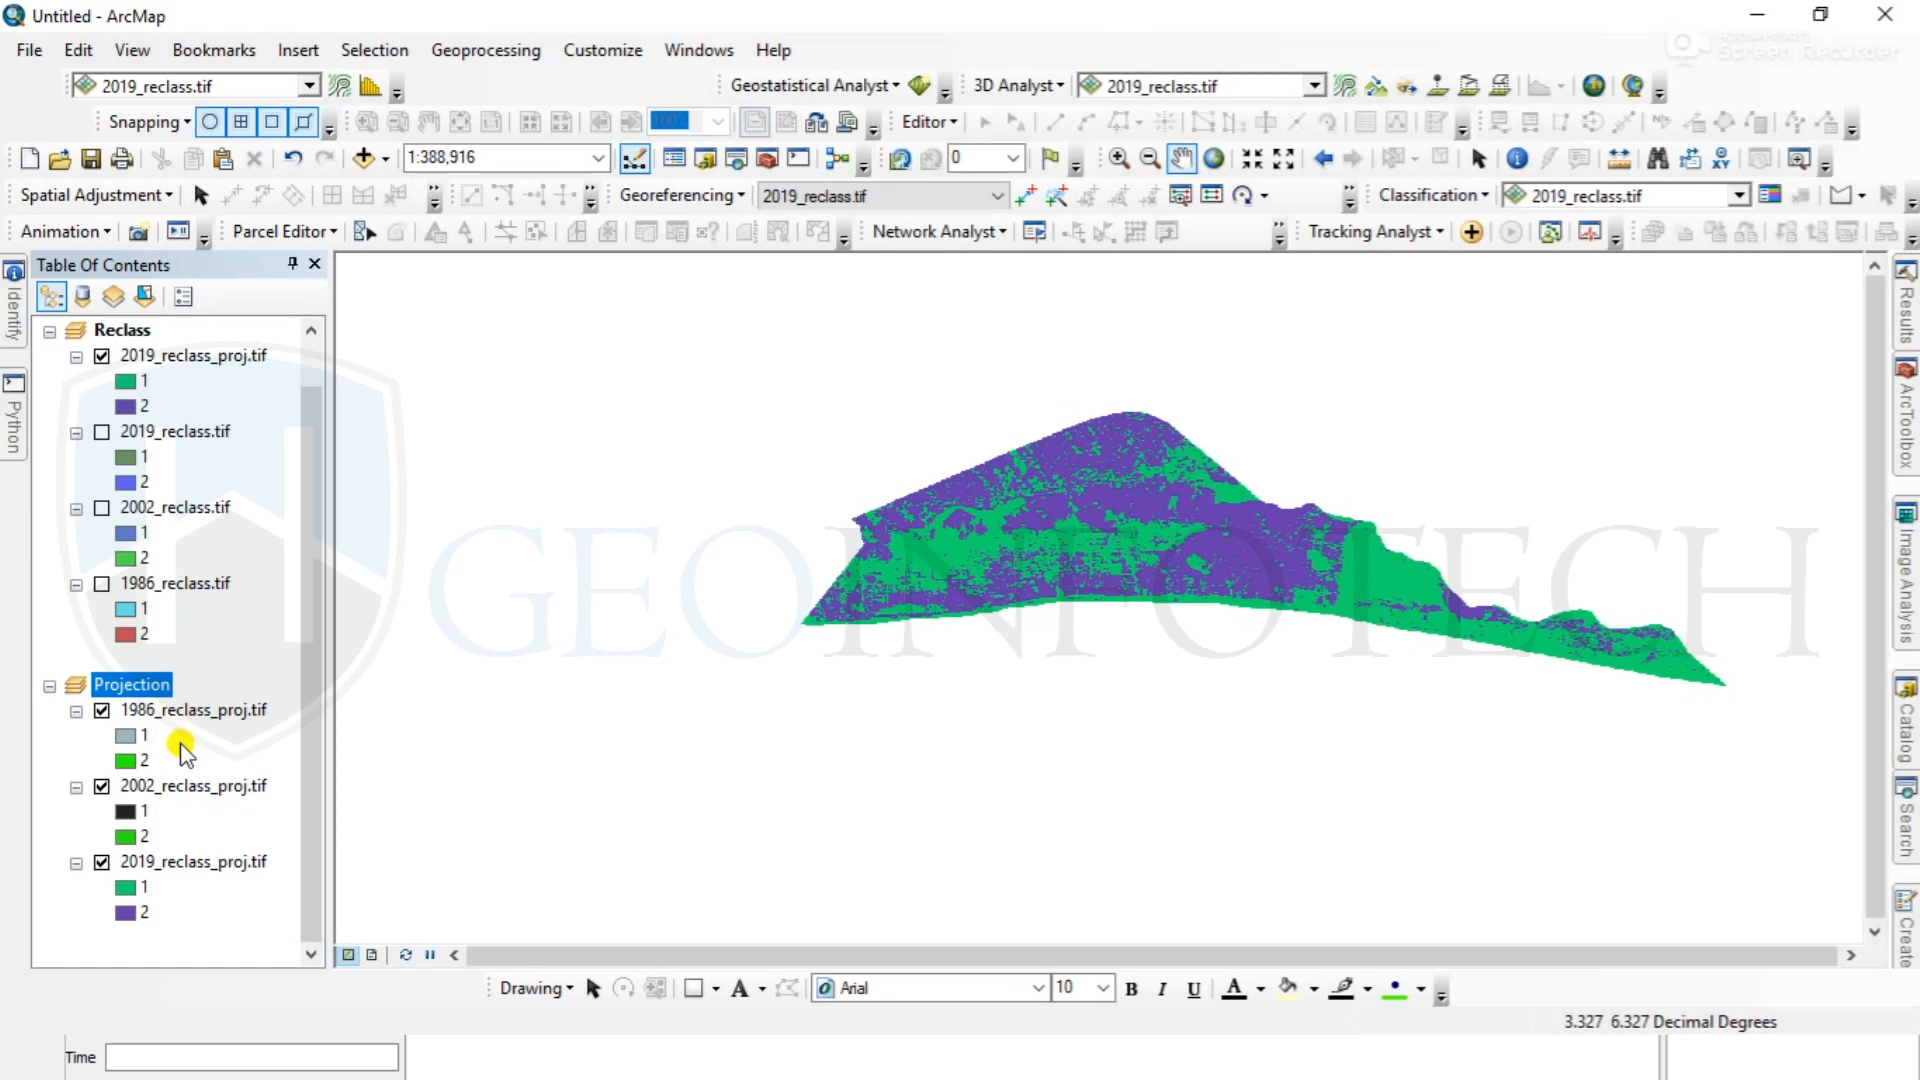 Untitled - ArcMap
Apowersoft
Screen Recorder
File Edit View Bookmarks Insert Selection Geoprocessing Customize Windows Help
2019_reclass.tif Geostatistical Analyst 3D Analyst 2019_reclass.tif
Snapping 100% Editor
1:388,916 0
Spatial Adjustment Georeferencing 2019_reclass.tif Classification 2019_reclass.tif
Animation Parcel Editor Network Analyst Tracking Analyst
Table Of Contents
Identify
Python
Reclass
2019_reclass_proj.tif
1
2
2019_reclass.tif
1
2
2002_reclass.tif
1
2
1986_reclass.tif
1
2
Projection
1986_reclass_proj.tif
1
2
2002_reclass_proj.tif
1
2
2019_reclass_proj.tif
1
2
GEOINFOTECH
Results
ArcToolbox
Image Analysis
Catalog
Search
Create
Drawing A Arial 10 B I U A
3.327 6.327 Decimal Degrees
Time